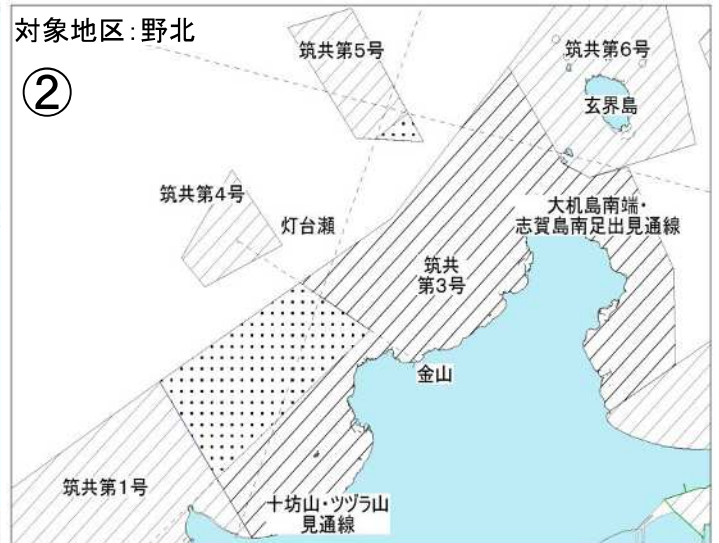 対象地区:野北
②
筑共第5号
筑共第6号
玄界島
筑共第4号
灯台瀬
大机島南端・
志賀島南足出見通線
筑共
第3号
金山
筑共第1号
十坊山・ツヅラ山
見通線